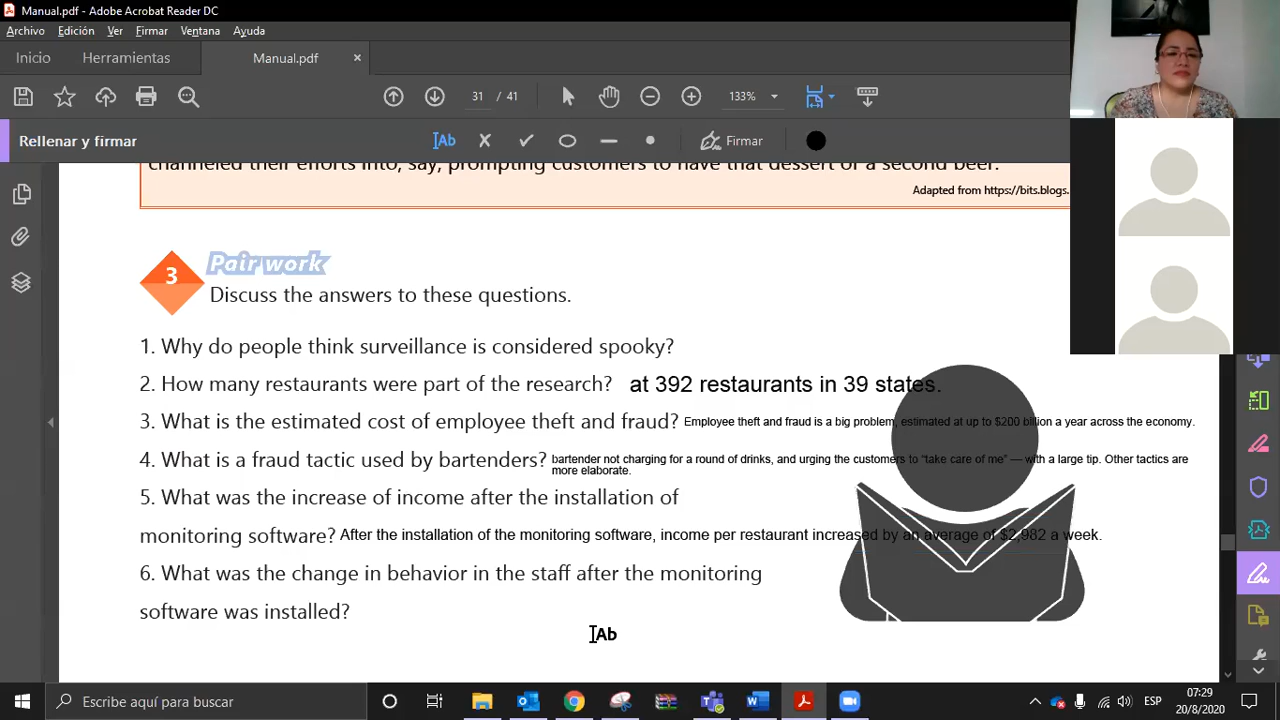 Manual.pdf - Adobe Acrobat Reader DC
Archivo Edición Ver Firmar Ventana Ayuda
Inicio Herramientas Manual.pdf ×
31 / 41 133%
Rellenar y firmar Ab Firmar
channeled their efforts into, say, prompting customers to have that dessert or a second beer.
Adapted from https://bits.blogs.
3 Pair work
Discuss the answers to these questions.
1. Why do people think surveillance is considered spooky?
2. How many restaurants were part of the research? at 392 restaurants in 39 states.
3. What is the estimated cost of employee theft and fraud? Employee theft and fraud is a big problem, estimated at up to $200 billion a year across the economy.
4. What is a fraud tactic used by bartenders? bartender not charging for a round of drinks, and urging the customers to “take care of me” — with a large tip. Other tactics are
more elaborate.
5. What was the increase of income after the installation of
monitoring software? After the installation of the monitoring software, income per restaurant increased by an average of $2,982 a week.
6. What was the change in behavior in the staff after the monitoring
software was installed?
Ab
Escribe aquí para buscar
ESP
07:29
20/8/2020